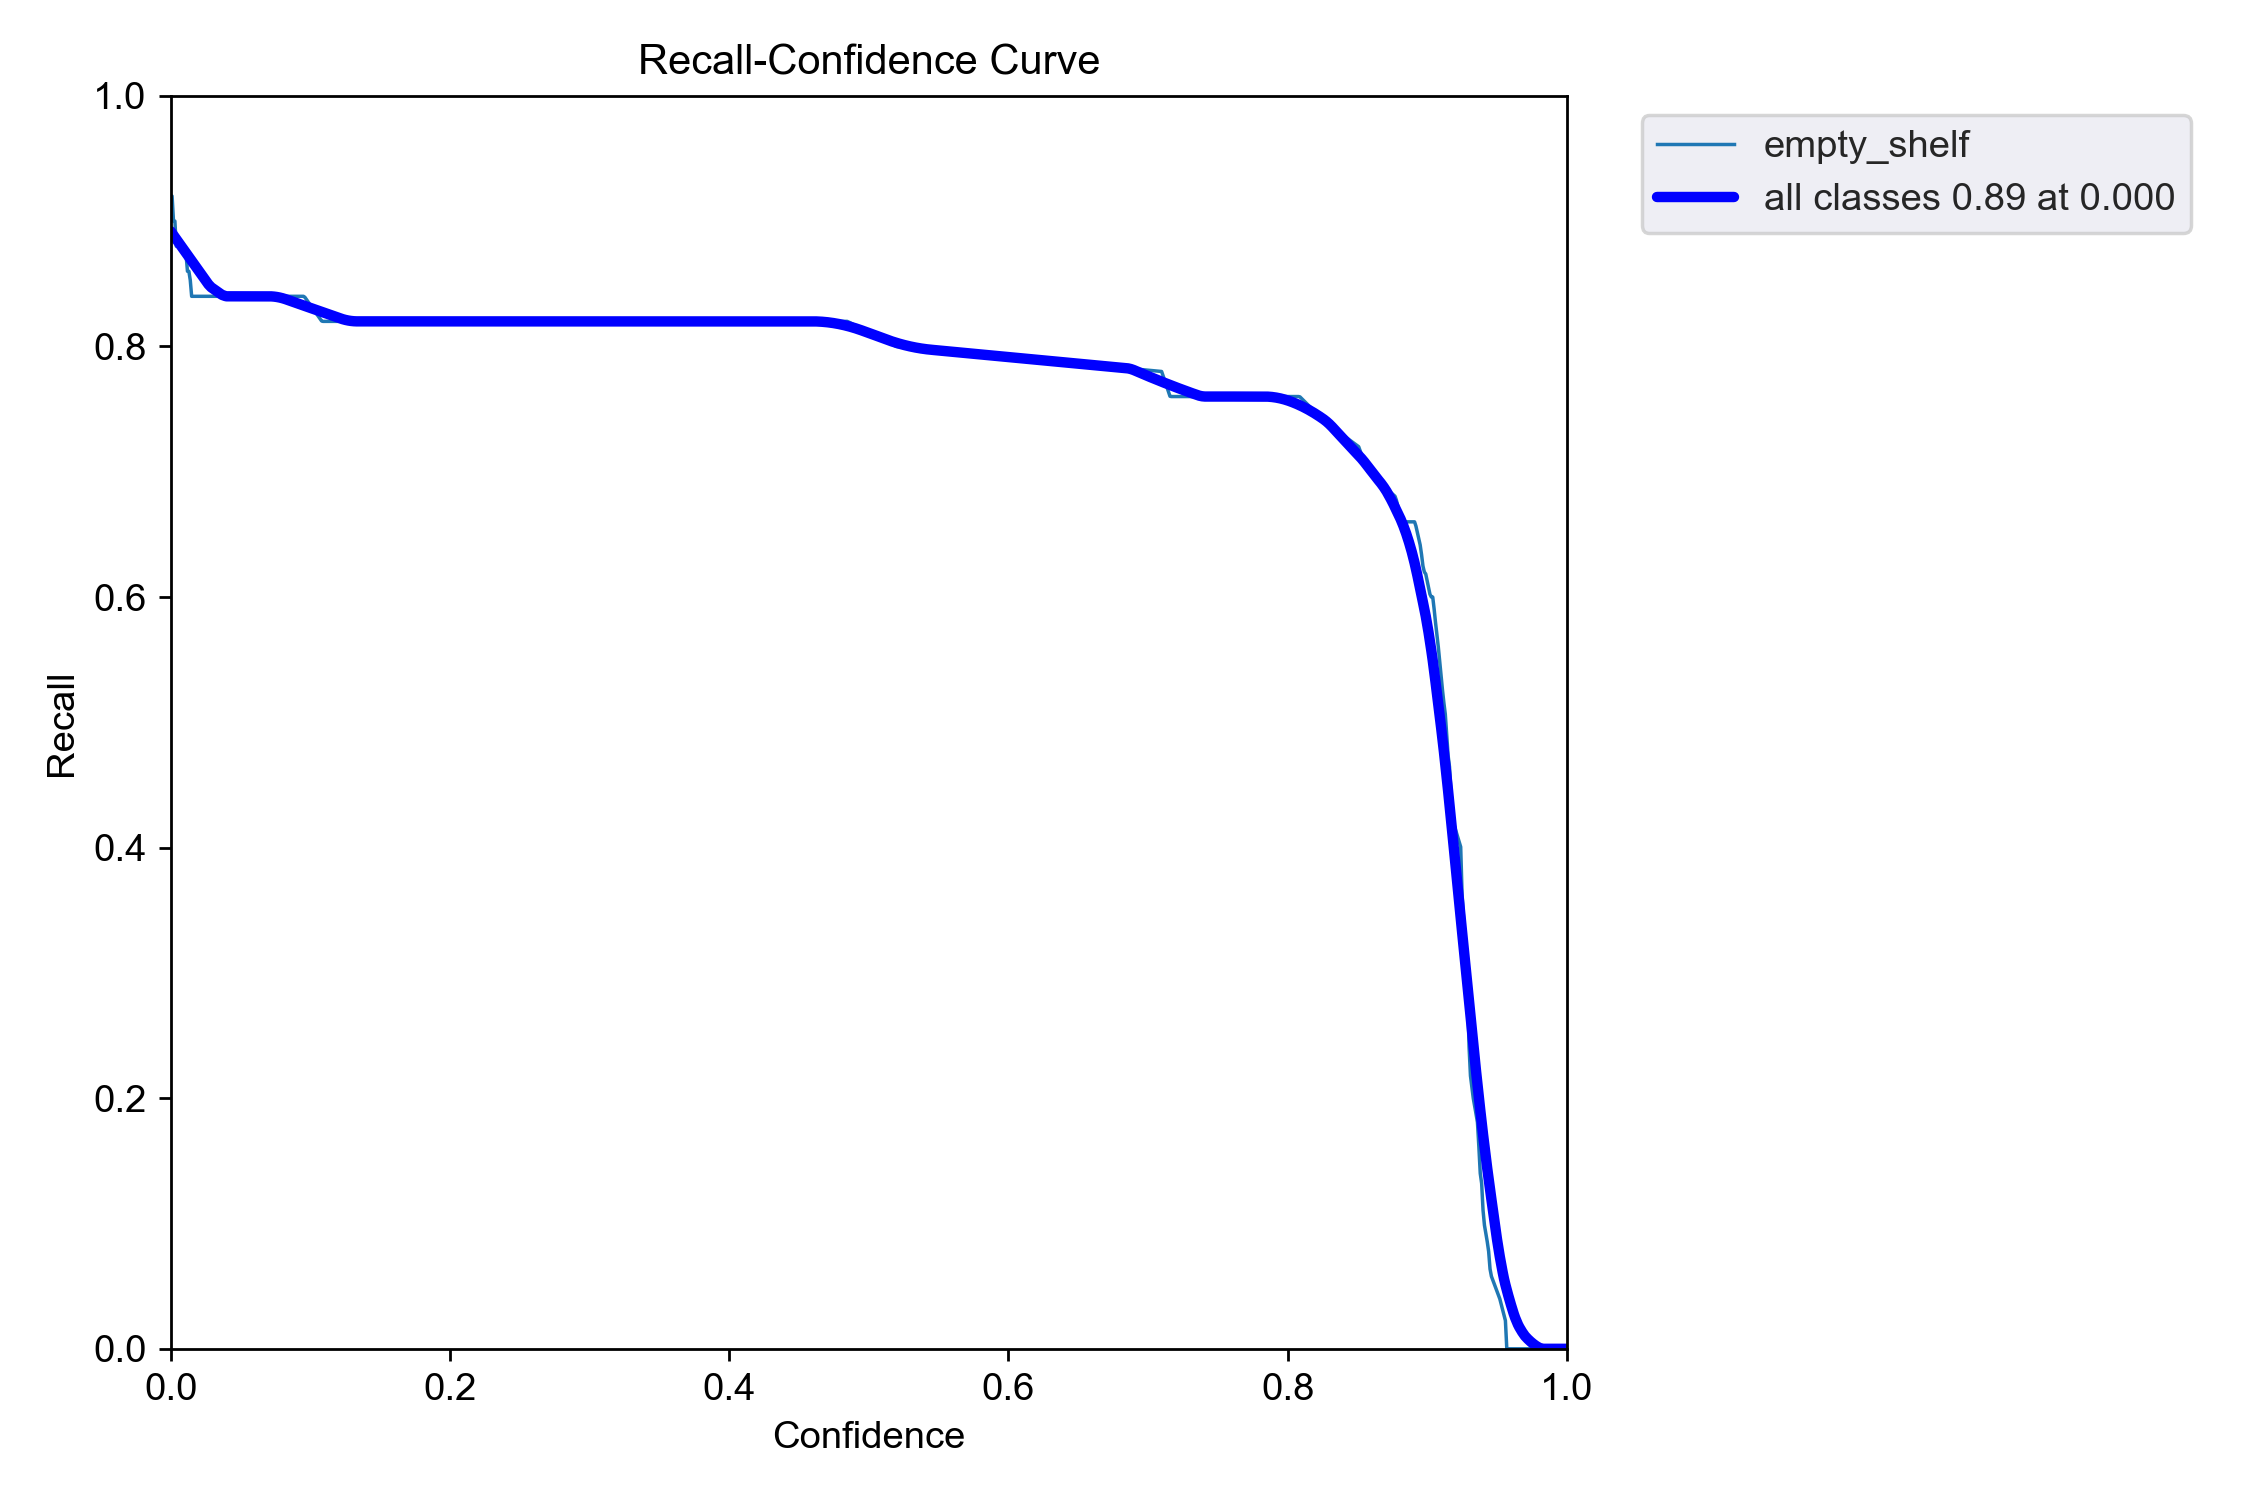 Recall-Confidence Curve
1.0
0.8
0.6
0.4
0.2
0.0
Recall
0.0 0.2 0.4 0.6 0.8 1.0
Confidence
empty_shelf
all classes 0.89 at 0.000